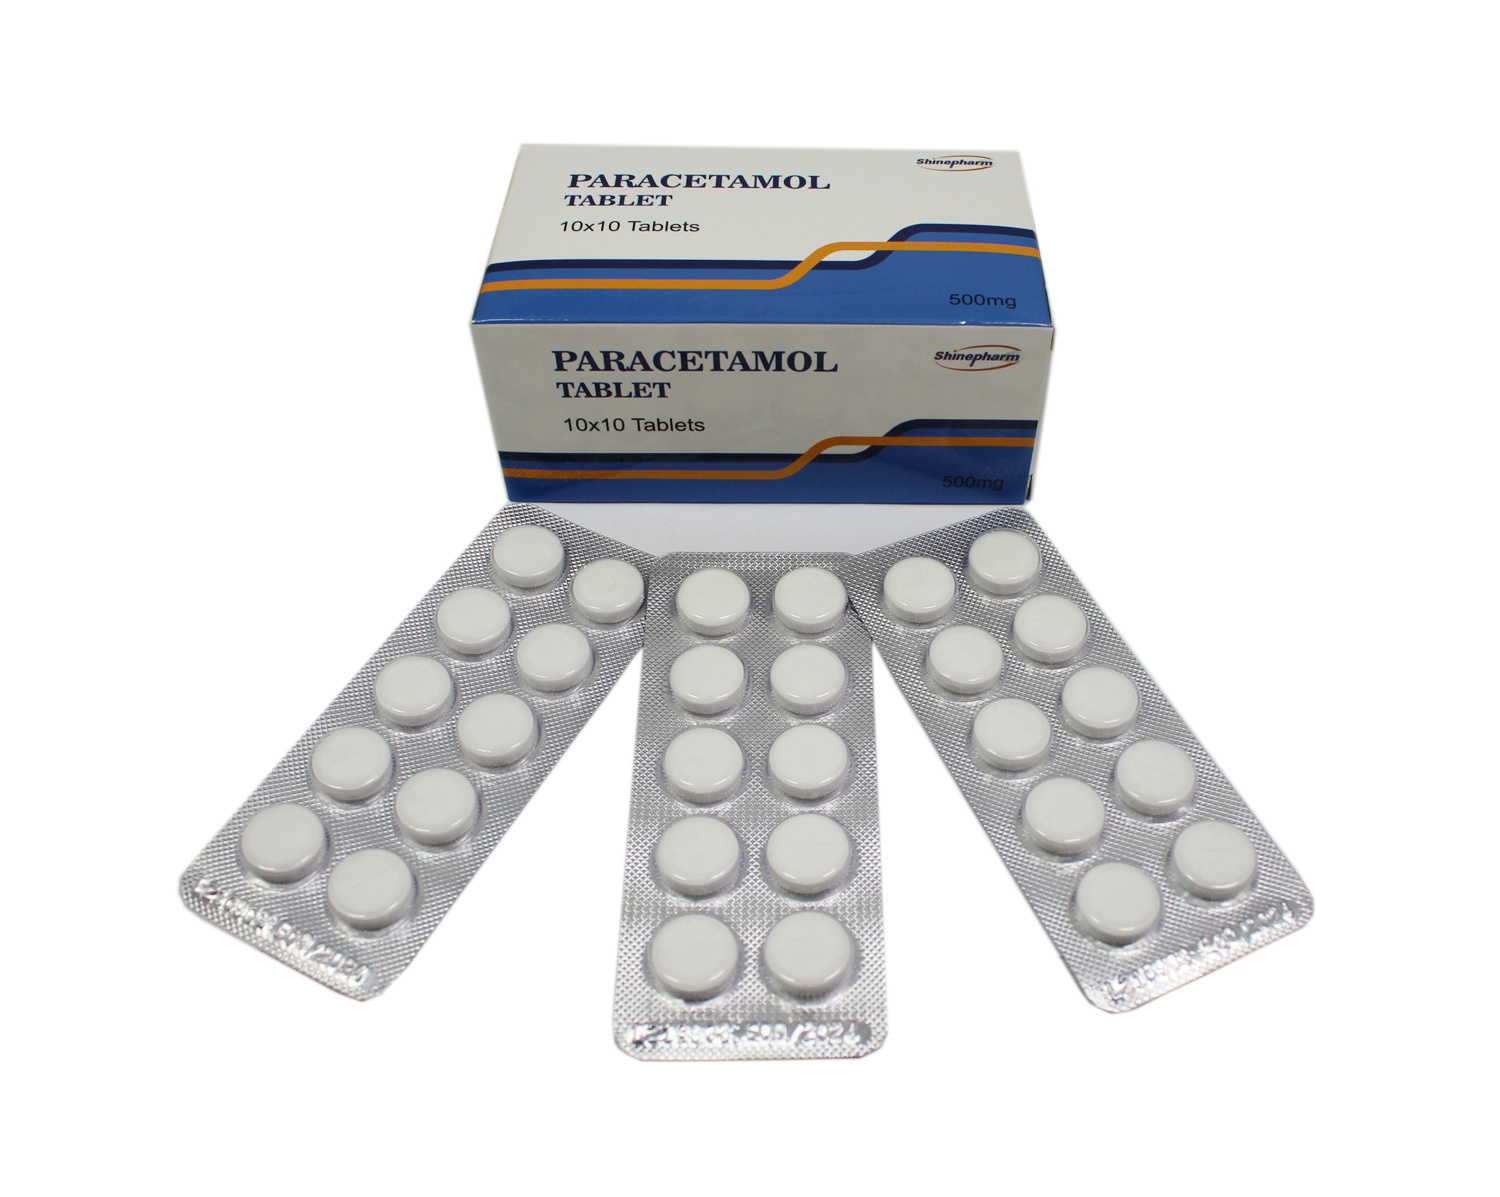 PARACETAMOL
TABLET
10x10 Tablets
Shinepharm
500mg
PARACETAMOL
TABLET
10x10 Tablets
Shinepharm
500mg